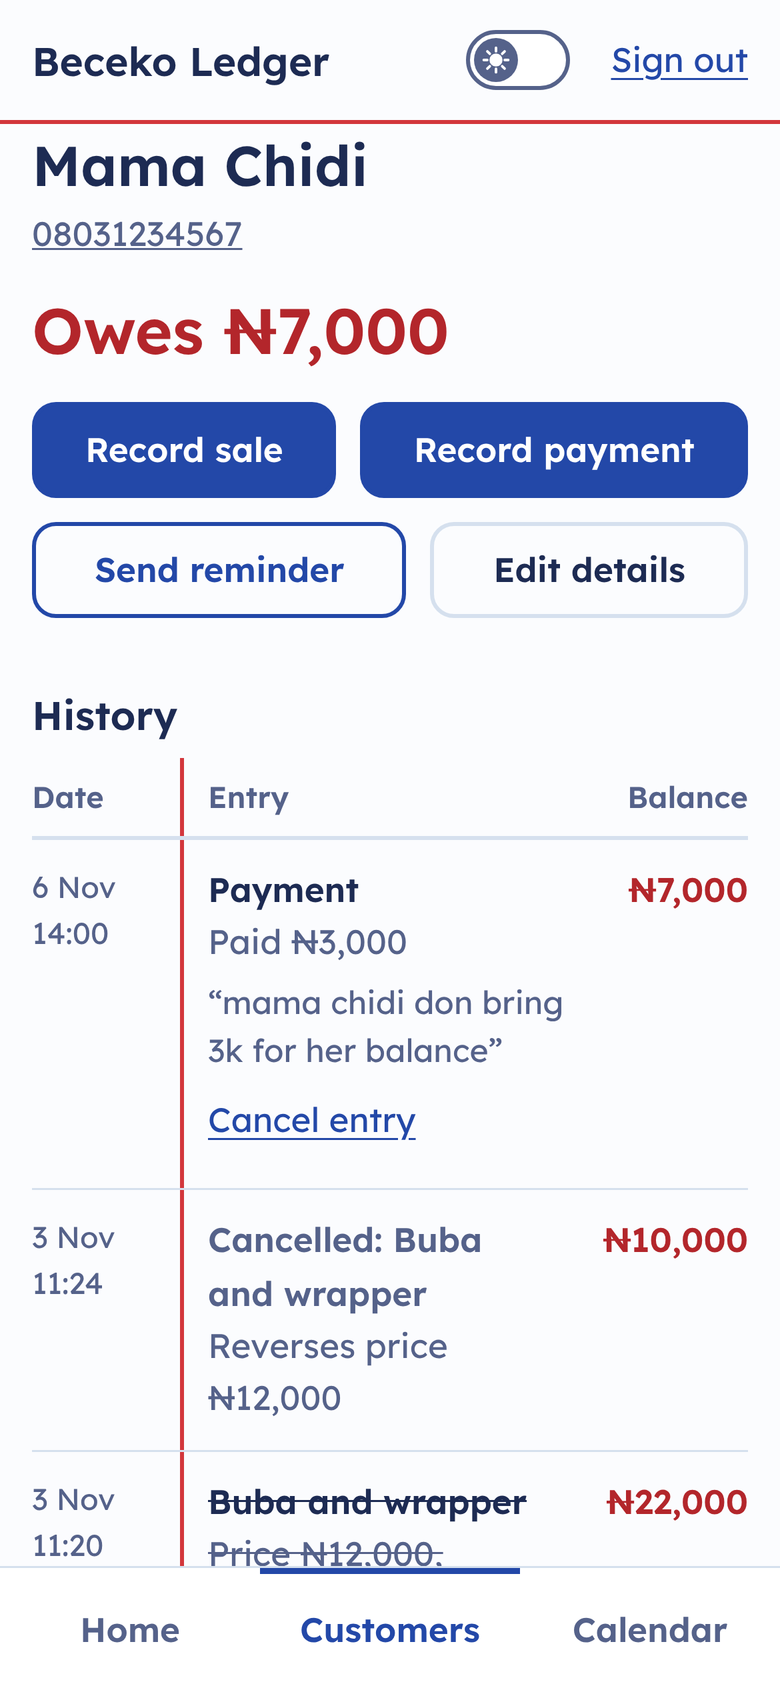 Beceko Ledger
Sign out
Mama Chidi
08031234567
Owes ₦7,000
Record sale
Record payment
Send reminder
Edit details
History
Date Entry Balance
6 Nov
14:00
Payment
₦7,000
Paid ₦3,000
“mama chidi don bring
3k for her balance”
Cancel entry
3 Nov
11:24
Cancelled: Buba
and wrapper
₦10,000
Reverses price
₦12,000
3 Nov
11:20
Buba and wrapper
₦22,000
Price ₦12,000,
Home
Customers
Calendar